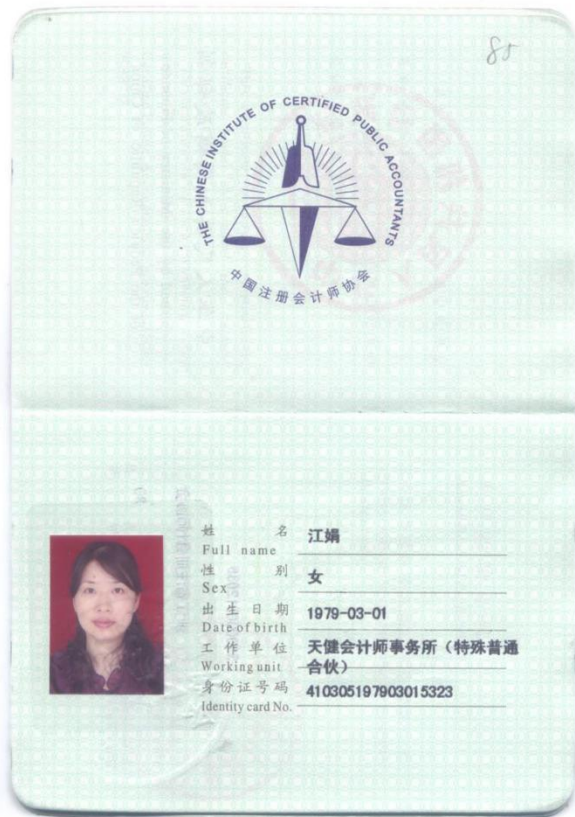 85
THE CHINESE INSTITUTE OF CERTIFIED PUBLIC ACCOUNTANTS
中国注册会计师协会
姓 名 江娟
Full name
性 别 女
Sex
出生日期 1979-03-01
Date of birth
工作单位 天健会计师事务所（特殊普通
Working unit 合伙）
身份证号码 410305197903015323
Identity card No.